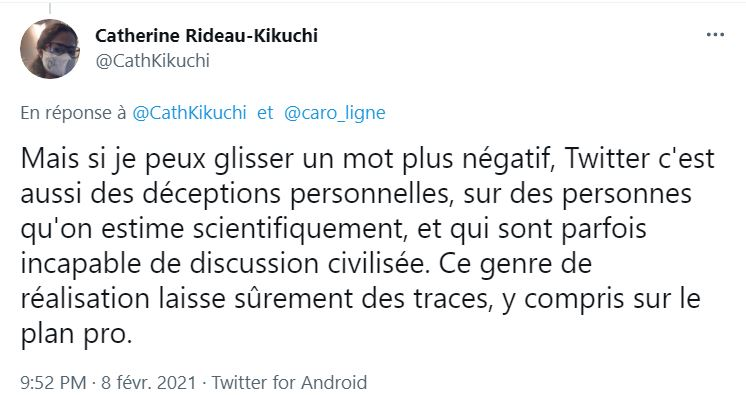 Catherine Rideau-Kikuchi
@CathKikuchi
En réponse à @CathKikuchi et @caro_ligne
Mais si je peux glisser un mot plus négatif, Twitter c'est
aussi des déceptions personnelles, sur des personnes
qu'on estime scientifiquement, et qui sont parfois
incapable de discussion civilisée. Ce genre de
réalisation laisse sûrement des traces, y compris sur le
plan pro.
9:52 PM · 8 févr. 2021 · Twitter for Android